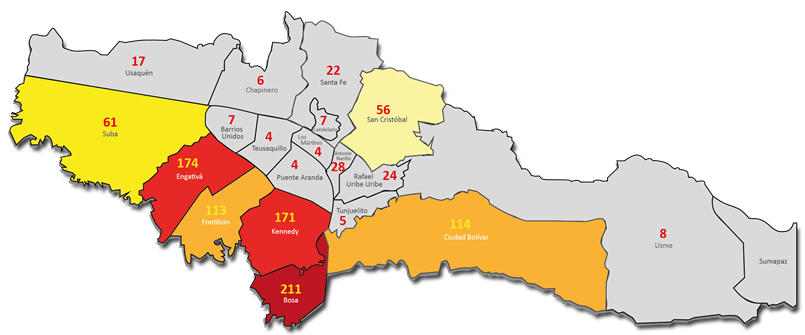 17
Usaquén
6
Chapinero
22
Santa Fe
56
San Cristóbal
61
Suba
7
Barrios
Unidos
4
Teusaquillo
Los
Mártires
4
7
Candelaria
Antonio
Nariño
28
4
Puente Aranda
24
Rafael
Uribe Uribe
174
Engativá
113
Fontibón
171
Kennedy
Tunjuelito
5
114
Ciudad Bolívar
8
Usme
Sumapaz
211
Bosa